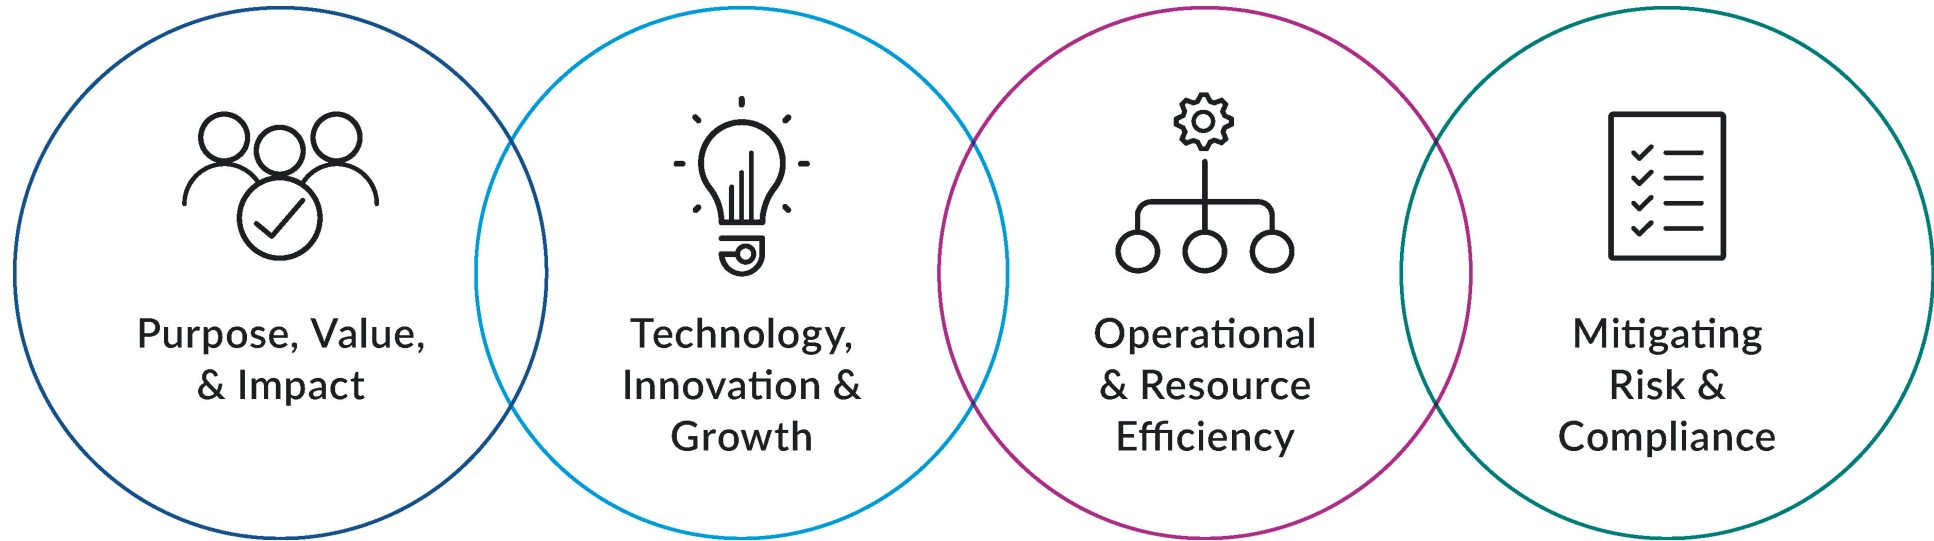 Purpose, Value,
& Impact
Technology,
Innovation &
Growth
Operational
& Resource
Efficiency
Mitigating
Risk &
Compliance